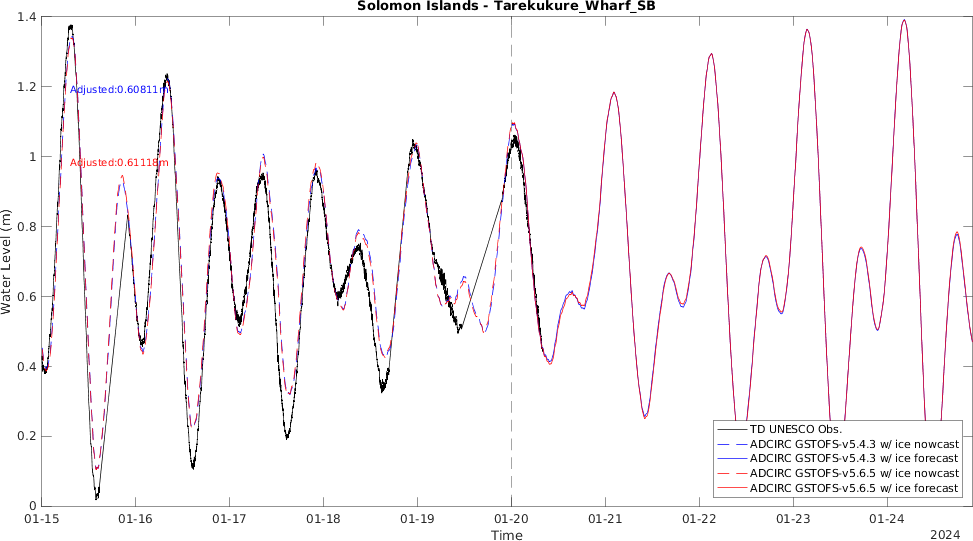 Solomon Islands - Tarekukure_Wharf_SB
1.4
1.2
1
0.8
0.6
0.4
0.2
0
Water Level (m)
Adjusted:0.60811m
Adjusted:0.61118m
TD UNESCO Obs.
ADCIRC GSTOFS-v5.4.3 w/ ice nowcast
ADCIRC GSTOFS-v5.4.3 w/ ice forecast
ADCIRC GSTOFS-v5.6.5 w/ ice nowcast
ADCIRC GSTOFS-v5.6.5 w/ ice forecast
01-15 01-16 01-17 01-18 01-19 01-20 01-21 01-22 01-23 01-24
Time
2024